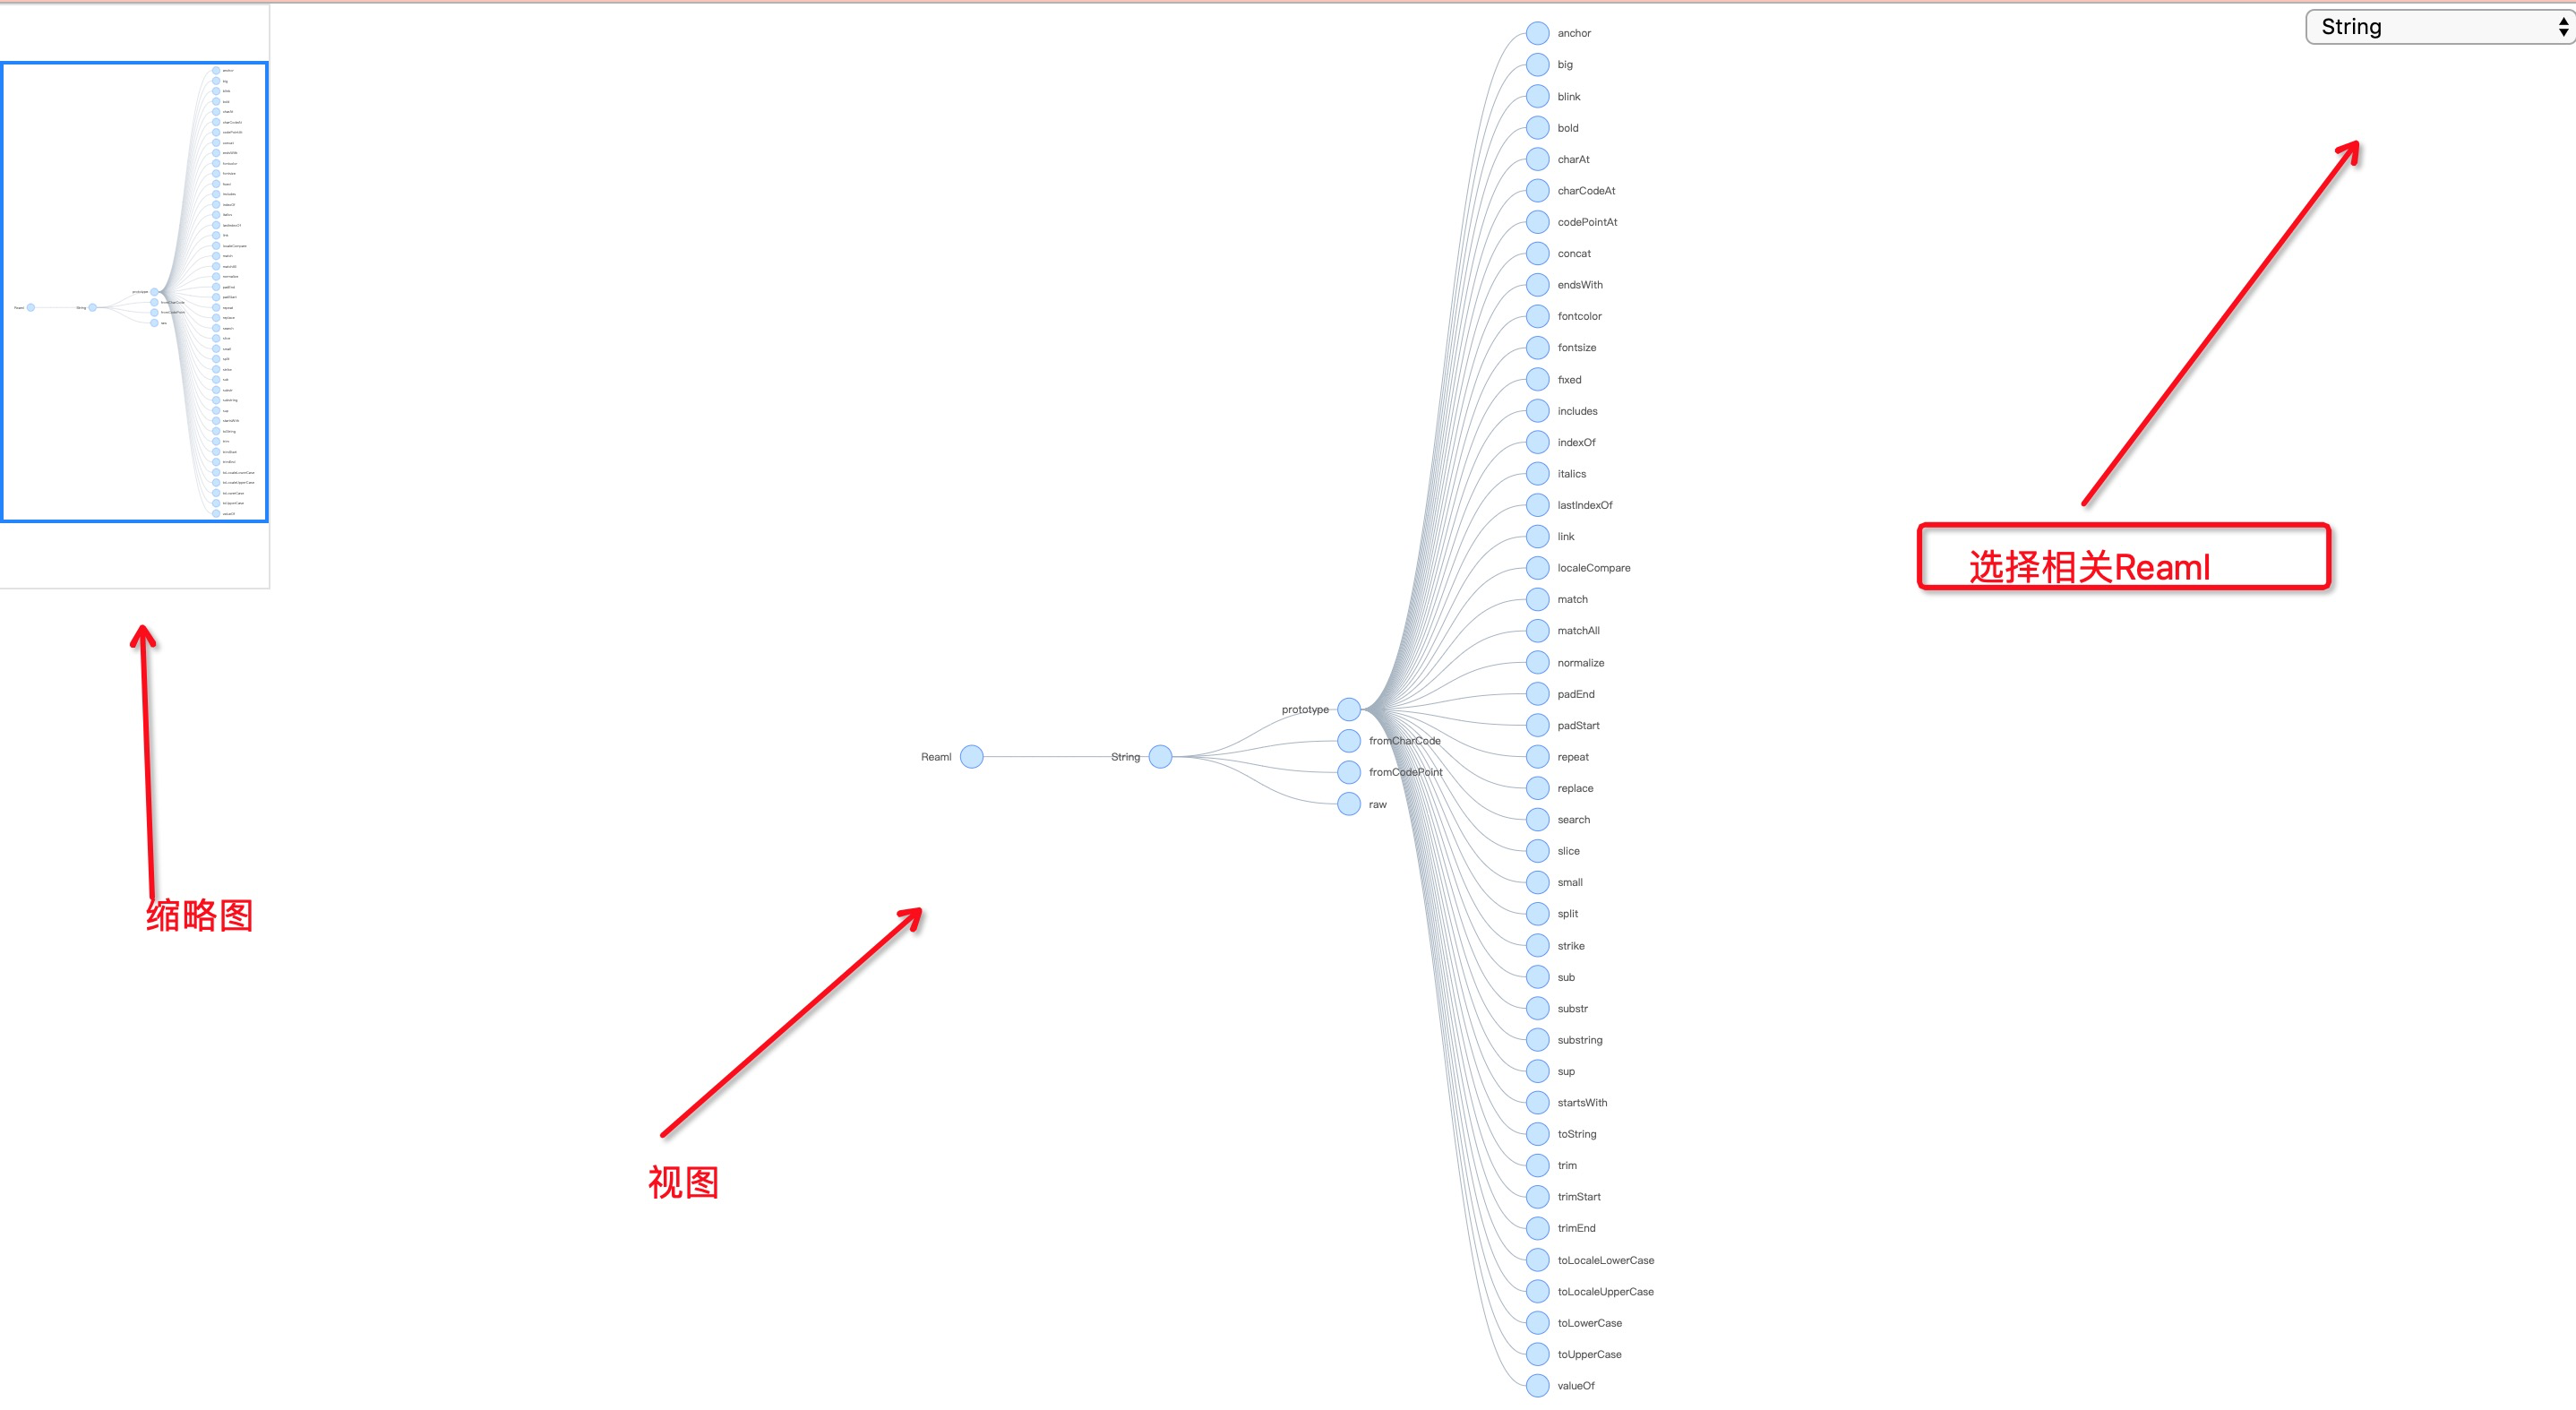 String
anchor
big
blink
bold
charAt
charCodeAt
codePointAt
concat
endsWith
fontcolor
fontsize
fixed
includes
indexOf
italics
lastIndexOf
link
localeCompare
match
matchAll
normalize
padEnd
padStart
repeat
replace
search
slice
small
split
strike
sub
substr
substring
sup
startsWith
toString
trim
trimStart
trimEnd
toLocaleLowerCase
toLocaleUpperCase
toLowerCase
toUpperCase
valueOf
Reaml
String
prototype
fromCharCode
fromCodePoint
raw
选择相关Reaml
缩略图
视图